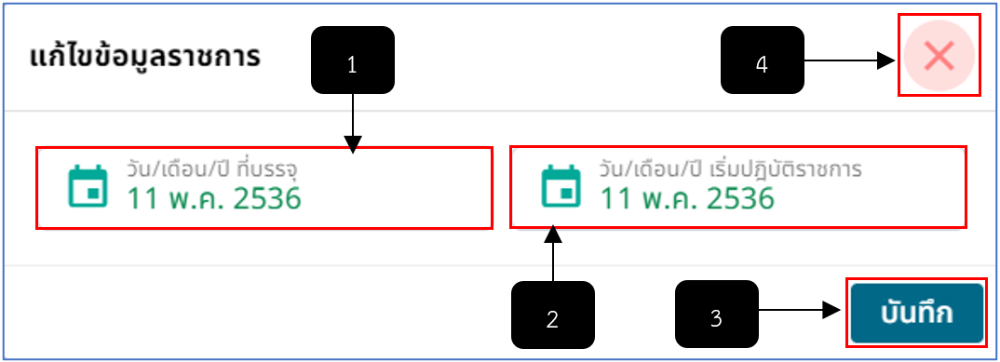 แก้ไขข้อมูลราชการ
1
4
วัน/เดือน/ปี ที่บรรจุ
11 พ.ค. 2536
วัน/เดือน/ปี เริ่มปฏิบัติราชการ
11 พ.ค. 2536
2
3
บันทึก